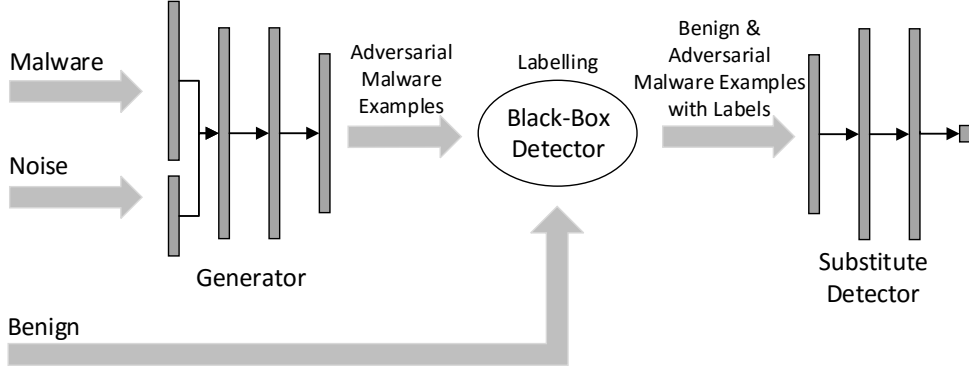 Malware
Noise
Generator
Adversarial
Malware
Examples
Labelling
Black-Box
Detector
Benign &
Adversarial
Malware Examples
with Labels
Substitute
Detector
Benign